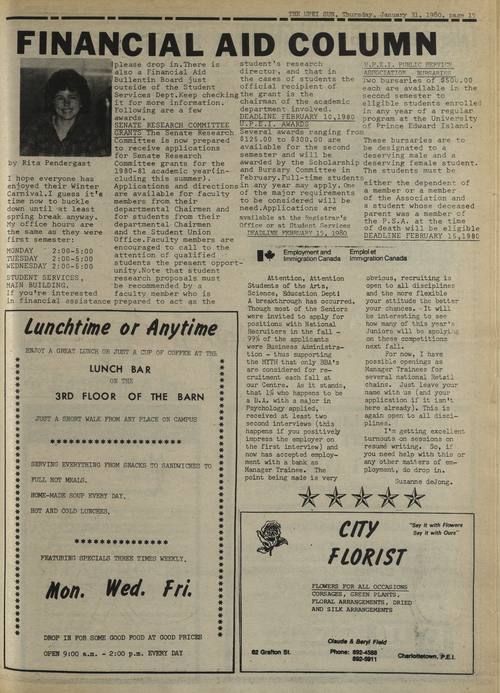 THE UPEI SUN, Thursday, January 31, 1980, page 15
FINANCIAL AID COLUMN
by Rita Pendergast
I hope everyone has
enjoyed their Winter
Carnival. I guess it's
time now to buckle
down until at least
spring break anyway.
My office hours are
the same as they were
first semester:
MONDAY 2:00-5:00
TUESDAY 2:00-5:00
WEDNESDAY 2:00-5:00
STUDENT SERVICES,
MAIN BUILDING.
If you're interested
in financial assistance
please drop in.There is
also a Financial Aid
Bullentin Board just
outside of the Student
Services Dept.Keep checking
it for more information.
Following are a few
awards.
SENATE RESEARCH COMMITTEE
GRANTS The Senate Research
Committee is now prepared
to receive applications
for Senate Research
Committee grants for the
1980-81 academic year(in-
cluding this summer).
Applications and directions
are available for faculty
members from their
departmental Chairmen and
for students from their
departmental Chairmen
and the Student Union
Office.Faculty members are
encouraged to call to the
attention of qualified
students the present opport-
unity.Note that student
research proposals must
be recommended by a
faculty member who is
prepared to act as the
student's research
director, and that in
the cases of students the
official recipient of
the grant is the
chairman of the academic
department involved.
DEADLINE FEBRUARY 10,1980
U.P.E.I. AWARDS
Several awards ranging from
$125.00 to $300.00 are
available for the second
semester and will be
awarded by the Scholarship
and Bursary Committee in
February.Full-time students
in any year may apply. One
of the major requirements
to be considered will be
need.Applications are
available at the Registrar's
Office or at Student Services
DEADLINE FEBRUARY 15, 1980
U.P.E.I. PUBLIC SERVICE
ASSOCIATION BURSARIES
Two bursaries of $500.00
each are available in the
second semester to
eligible students enrolled
in any year of a regular
program at the University
of Prince Edward Island.
These bursaries are to
be designated to a
deserving male and a
deserving female student.
The students must be
either the dependent of
a member or a member
of the Association and
a student whose deceased
parent was a member of
the P.S.A. at the time
of death will be eligible
DEADLINE FEBRUARY 15,1980
Employment and Immigration Canada
Emploi et Immigration Canada
Attention, Attention
Students of the Arts,
Science, Education Dept!
A breakthrough has occurred.
Though most of the Seniors
were invited to apply for
positions with National
Recruiters in the fall -
99% of the applicants
were Business Administra-
tion - thus supporting
the MYTH that only BBA's
are considered for re-
cruitment each fall at
our Centre. As it stands,
that 1% who happens to be
a B.A. with a major in
Psychology applied,
received at least two
second interviews (this
happens if you positively
impress the employer on
the first interview) and
now has accepted employ-
ment with a bank as
Manager Trainee. The
point being made is very
obvious, recruiting is
open to all disciplines
and the more flexible
your attitude the better
your chances. It will
be interesting to see
how many of this year's
Juniors will be applying
on these competitions
next fall.
For now, I have
possible openings as
Manager Trainees for
several national Retail
chains. Just leave your
name with us (and your
application if it isn't
here already). This is
again open to all disci-
plines.
I'm getting excellent
turnouts on sessions on
resumé writing. So, if
you need help with this or
any other matters of em-
ployment, do drop in.
Suzanne deJong.
Lunchtime or Anytime
ENJOY A GREAT LUNCH OR JUST A CUP OF COFFEE AT THE
LUNCH BAR
ON THE
3RD FLOOR OF THE BARN
JUST A SHORT WALK FROM ANY PLACE ON CAMPUS
SERVING EVERYTHING FROM SNACKS TO SANDWICHES TO
FULL HOT MEALS.
HOME-MADE SOUP EVERY DAY.
HOT AND COLD LUNCHES.
FEATURING SPECIALS THREE TIMES WEEKLY.
Mon. Wed. Fri.
DROP IN FOR SOME GOOD FOOD AT GOOD PRICES
OPEN 9:00 a.m. - 2:00 p.m. EVERY DAY
CITY
FLORIST
"Say It with Flowers
Say it with Ours"
FLOWERS FOR ALL OCCASIONS
CORSAGES, GREEN PLANTS,
FLORAL ARRANGEMENTS, DRIED
AND SILK ARRANGEMENTS
Claude & Beryl Field
62 Grafton St.
Phone: 892-4588
892-5911
Charlottetown, P.E.I.